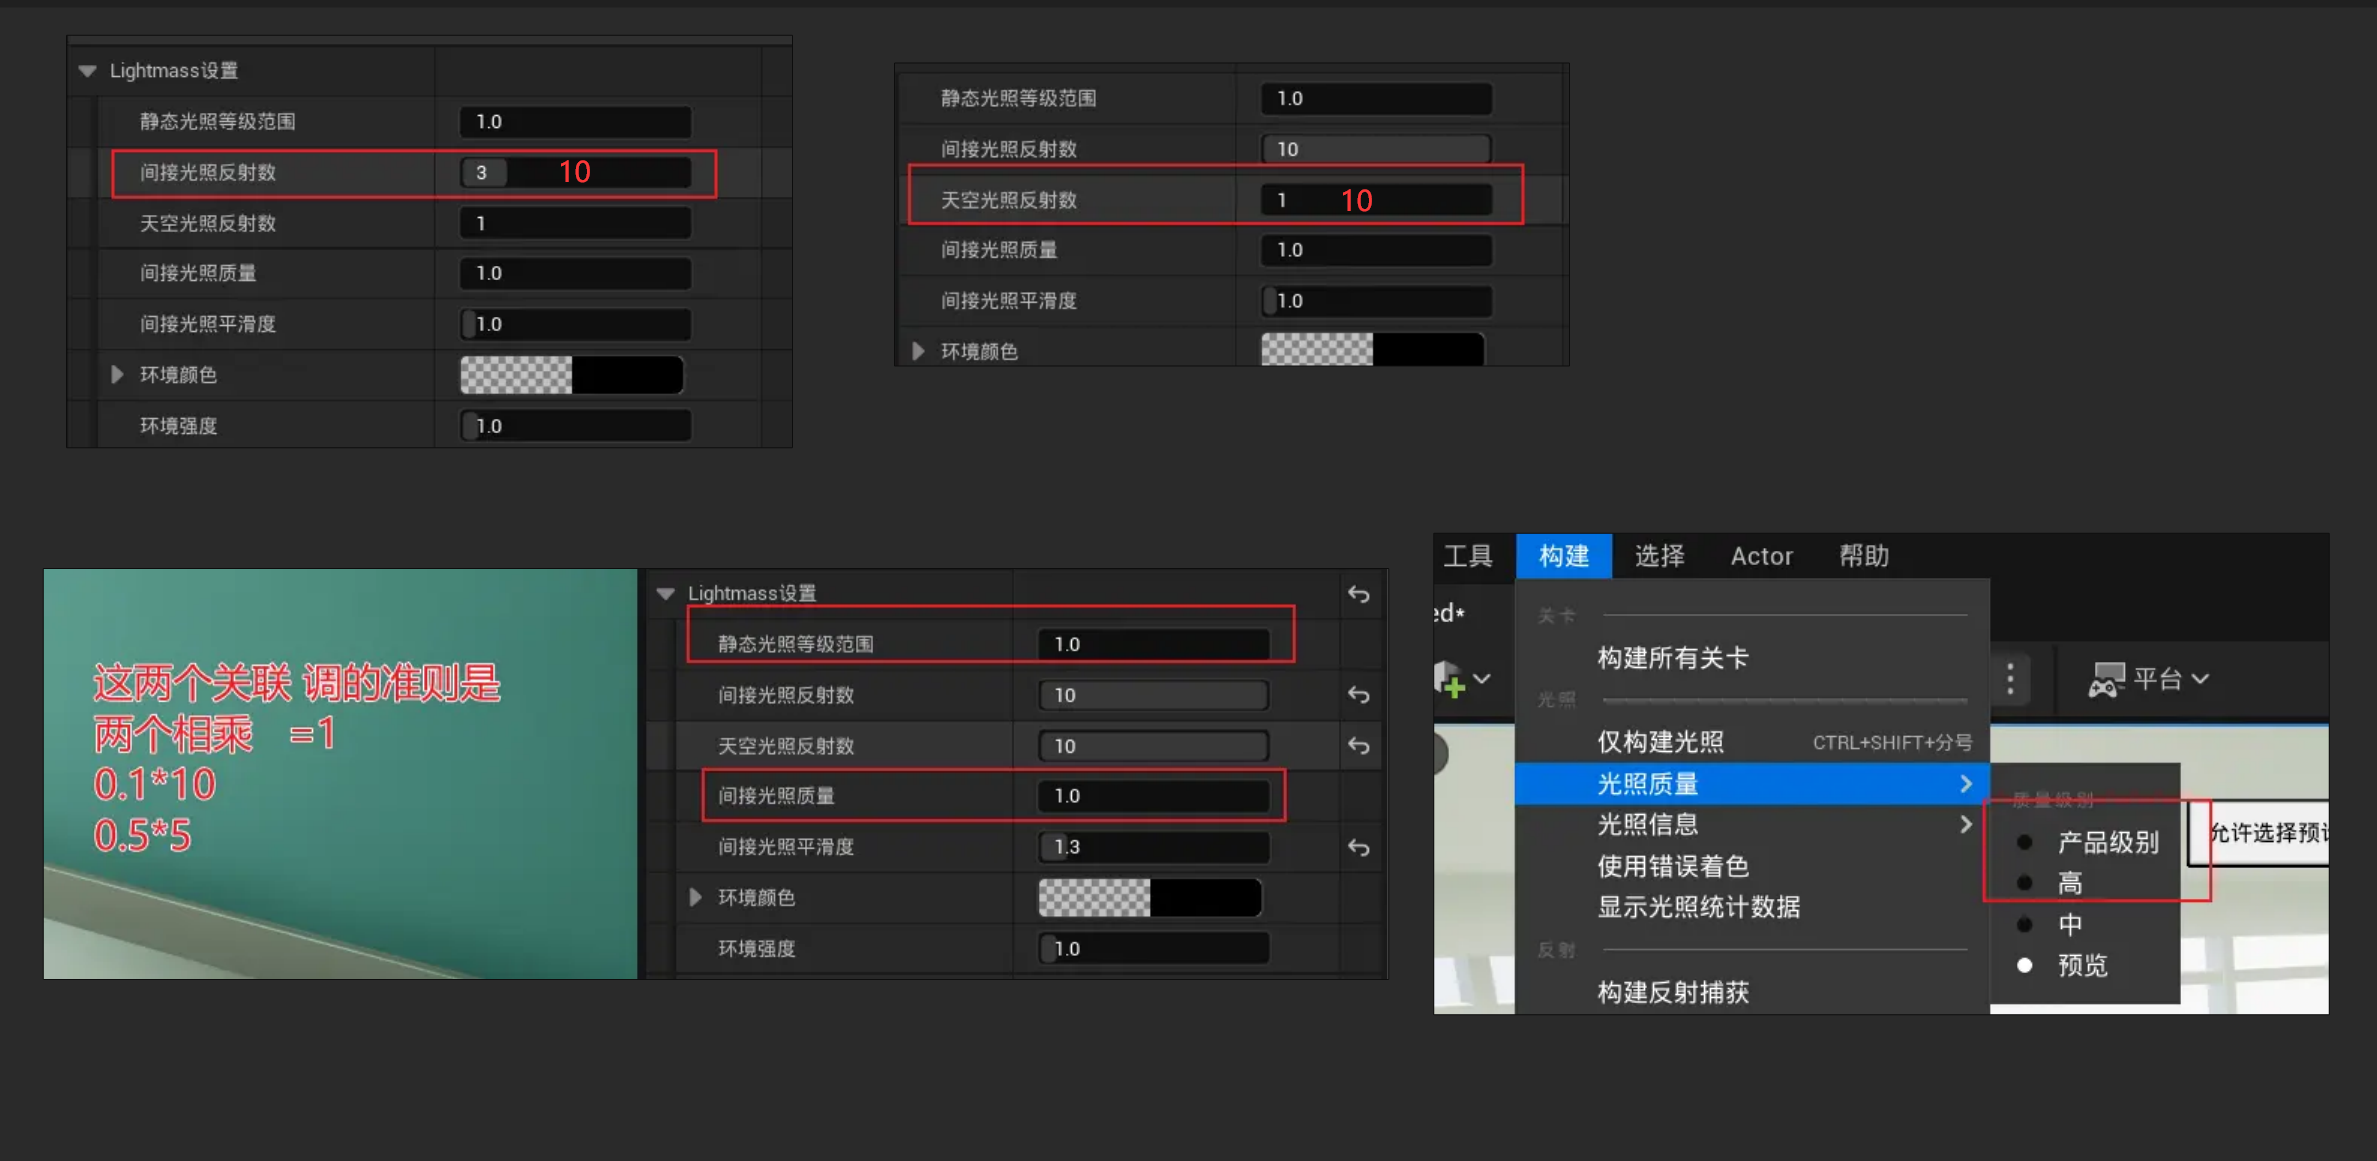 Lightmass设置
静态光照等级范围 1.0
间接光照反射数 3 10
天空光照反射数 1
间接光照质量 1.0
间接光照平滑度 1.0
环境颜色
环境强度 1.0
静态光照等级范围 1.0
间接光照反射数 10
天空光照反射数 1 10
间接光照质量 1.0
间接光照平滑度 1.0
环境颜色
这两个关联 调的准则是
两个相乘 =1
0.1*10
0.5*5
Lightmass设置
静态光照等级范围 1.0
间接光照反射数 10
天空光照反射数 10
间接光照质量 1.0
间接光照平滑度 1.3
环境颜色
环境强度 1.0
工具 构建 选择 Actor 帮助
ed*
关卡
构建所有关卡
平台
光照
仅构建光照 CTRL+SHIFT+分号
光照质量
光照信息
使用错误着色
显示光照统计数据
反射
构建反射捕获
质量级别
产品级别
高
中
预览
允许选择预